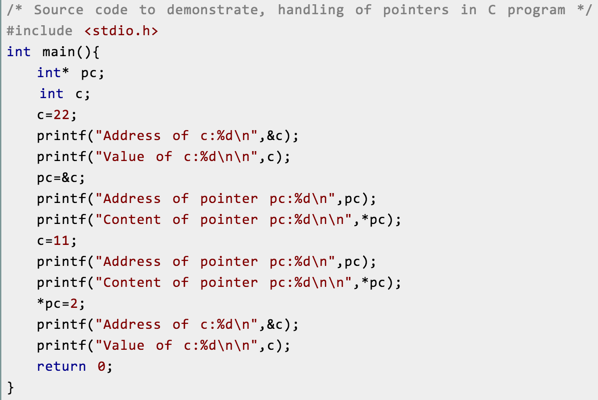 /* Source code to demonstrate, handling of pointers in C program */
#include <stdio.h>
int main(){
int* pc;
int c;
c=22;
printf("Address of c:%d\n",&c);
printf("Value of c:%d\n\n",c);
pc=&c;
printf("Address of pointer pc:%d\n",pc);
printf("Content of pointer pc:%d\n\n",*pc);
c=11;
printf("Address of pointer pc:%d\n",pc);
printf("Content of pointer pc:%d\n\n",*pc);
*pc=2;
printf("Address of c:%d\n",&c);
printf("Value of c:%d\n\n",c);
return 0;
}